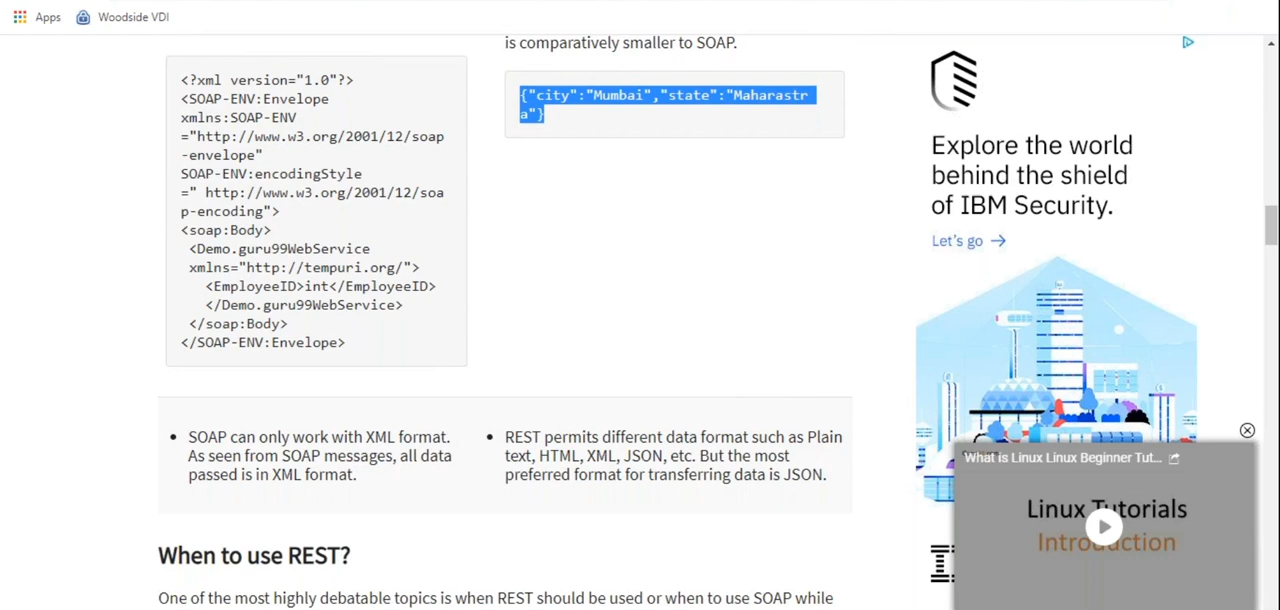 Apps Woodside VDI
is comparatively smaller to SOAP.
<?xml version="1.0"?>
<SOAP-ENV:Envelope
xmlns:SOAP-ENV
="http://www.w3.org/2001/12/soap
-envelope"
SOAP-ENV:encodingStyle
=" http://www.w3.org/2001/12/soa
p-encoding">
<soap:Body>
<Demo.guru99WebService
xmlns="http://tempuri.org/">
<EmployeeID>int</EmployeeID>
</Demo.guru99WebService>
</soap:Body>
</SOAP-ENV:Envelope>
{"city":"Mumbai","state":"Maharastr
a"}
• SOAP can only work with XML format.
As seen from SOAP messages, all data
passed is in XML format.
• REST permits different data format such as Plain
text, HTML, XML, JSON, etc. But the most
preferred format for transferring data is JSON.
When to use REST?
One of the most highly debatable topics is when REST should be used or when to use SOAP while
Explore the world
behind the shield
of IBM Security.
Let's go →
What is Linux Linux Beginner Tut...
Linux Tutorials
Introduction